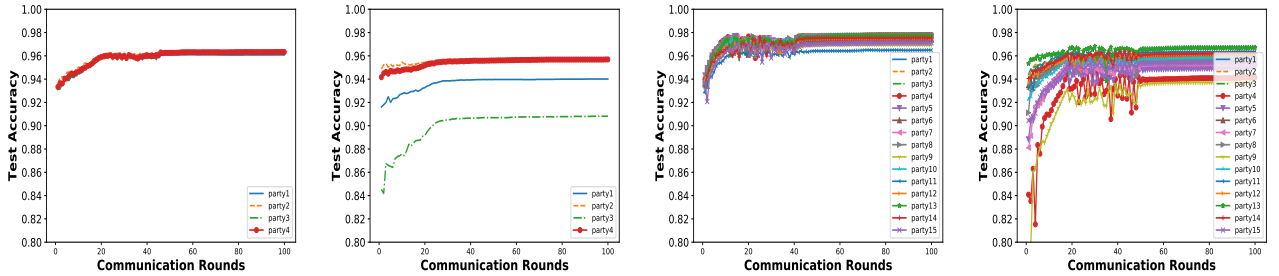 1.00
0.98
0.96
0.94
0.92
0.90
0.88
0.86
0.84
0.82
0.80
Test Accuracy
0 20 40 60 80 100
Communication Rounds
party1
party2
party3
party4
1.00
0.98
0.96
0.94
0.92
0.90
0.88
0.86
0.84
0.82
0.80
Test Accuracy
0 20 40 60 80 100
Communication Rounds
party1
party2
party3
party4
1.00
0.98
0.96
0.94
0.92
0.90
0.88
0.86
0.84
0.82
0.80
Test Accuracy
0 20 40 60 80 100
Communication Rounds
party1
party2
party3
party4
party5
party6
party7
party8
party9
party10
party11
party12
party13
party14
party15
1.00
0.98
0.96
0.94
0.92
0.90
0.88
0.86
0.84
0.82
0.80
Test Accuracy
0 20 40 60 80 100
Communication Rounds
party1
party2
party3
party4
party5
party6
party7
party8
party9
party10
party11
party12
party13
party14
party15